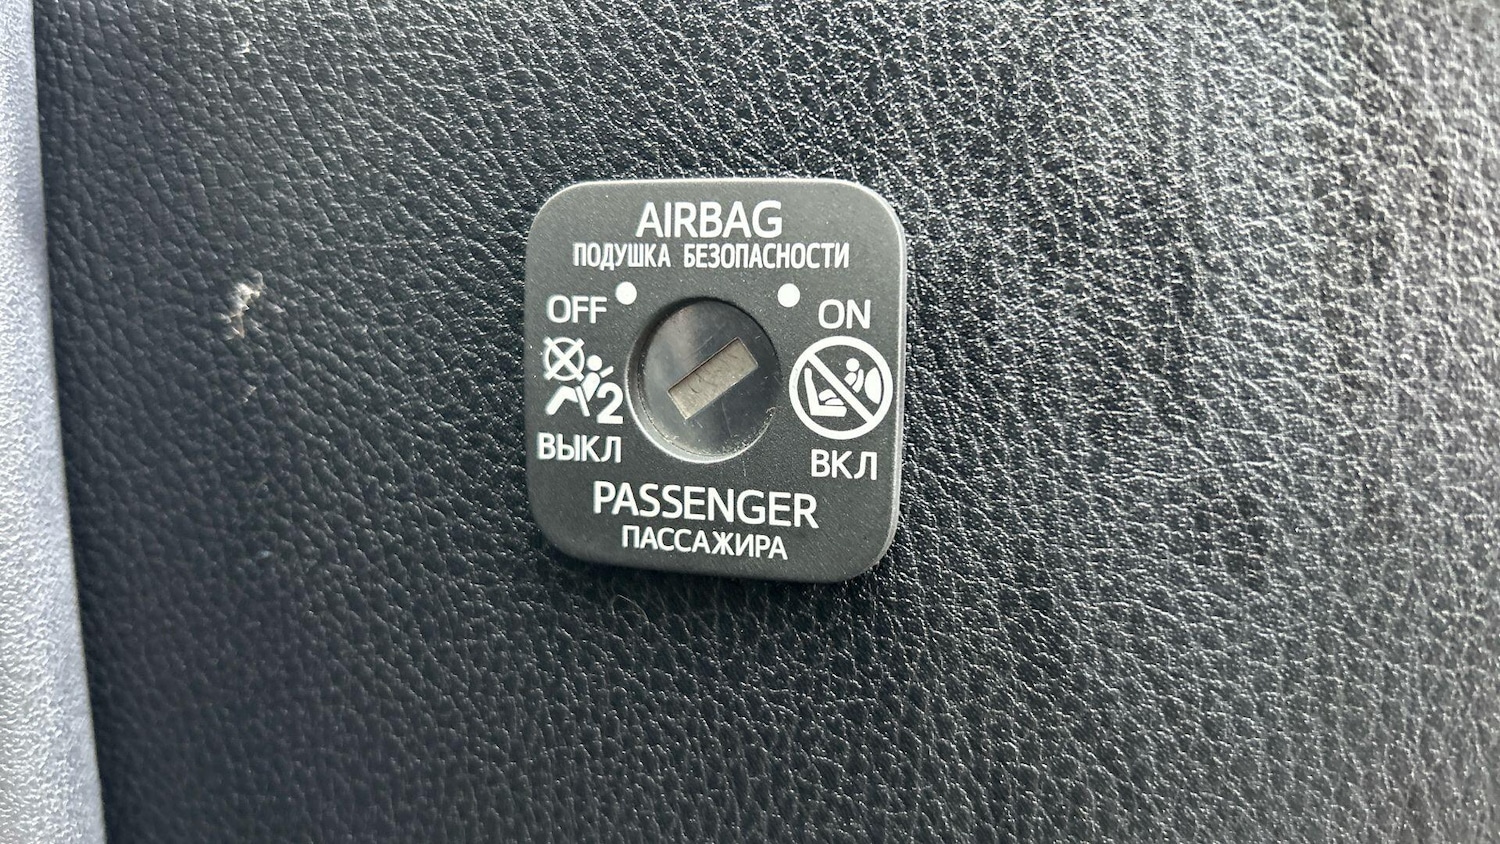 AIRBAG
ПОДУШКА БЕЗОПАСНОСТИ
OFF
ON
2
ВЫКЛ
ВКЛ
PASSENGER
ПАССАЖИРА